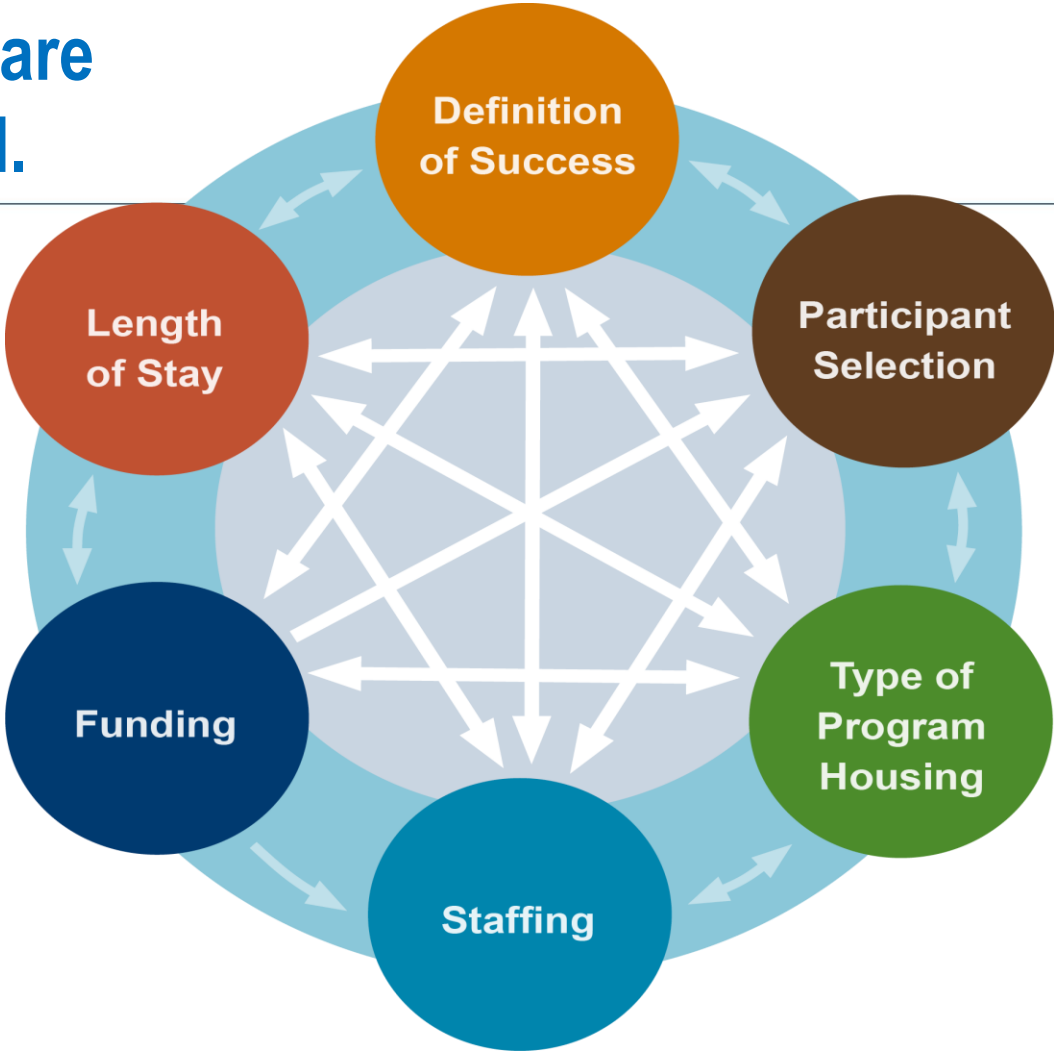 are
.
Definition
of Success
Length
of Stay
Participant
Selection
Funding
Type of
Program
Housing
Staffing